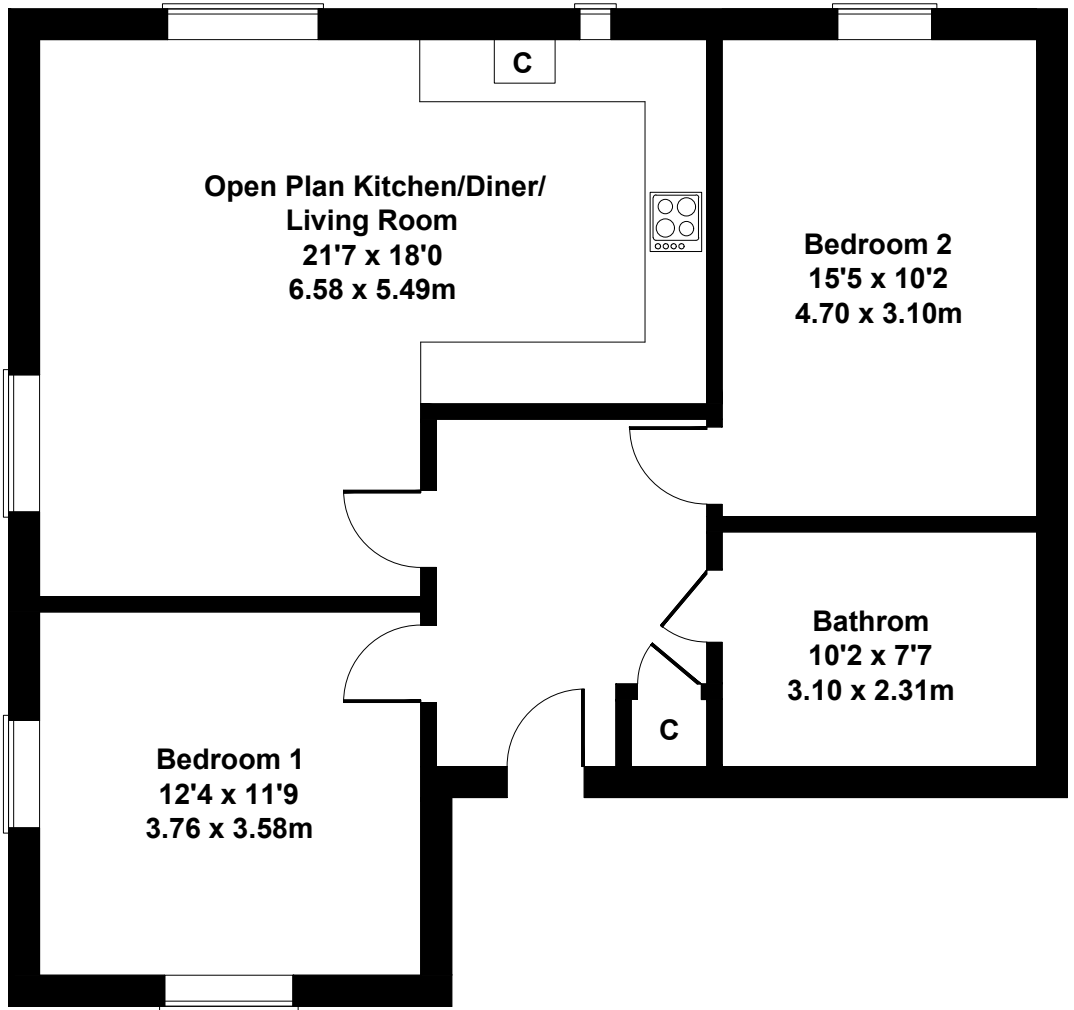 C
Open Plan Kitchen/Diner/
Living Room
21'7 x 18'0
6.58 x 5.49m
Bedroom 2
15'5 x 10'2
4.70 x 3.10m
Bathrom
10'2 x 7'7
3.10 x 2.31m
C
Bedroom 1
12'4 x 11'9
3.76 x 3.58m